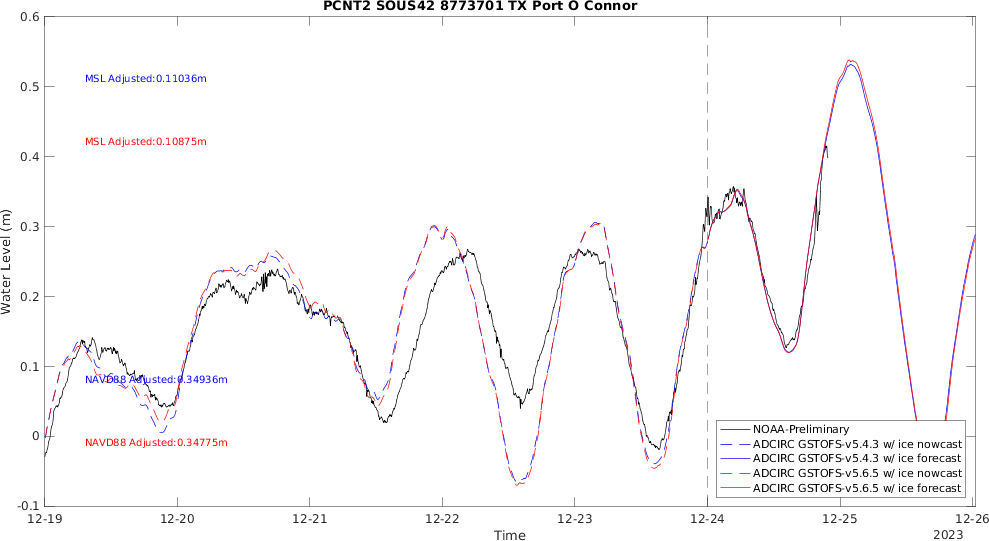 PCNT2 SOUS42 8773701 TX Port O Connor
0.6
0.5
0.4
0.3
0.2
0.1
0
-0.1
Water Level (m)
MSL Adjusted:0.11036m
MSL Adjusted:0.10875m
NAVD88 Adjusted:0.34936m
NAVD88 Adjusted:0.34775m
NOAA-Preliminary
ADCIRC GSTOFS-v5.4.3 w/ ice nowcast
ADCIRC GSTOFS-v5.4.3 w/ ice forecast
ADCIRC GSTOFS-v5.6.5 w/ ice nowcast
ADCIRC GSTOFS-v5.6.5 w/ ice forecast
12-19 12-20 12-21 12-22 12-23 12-24 12-25 12-26
Time
2023